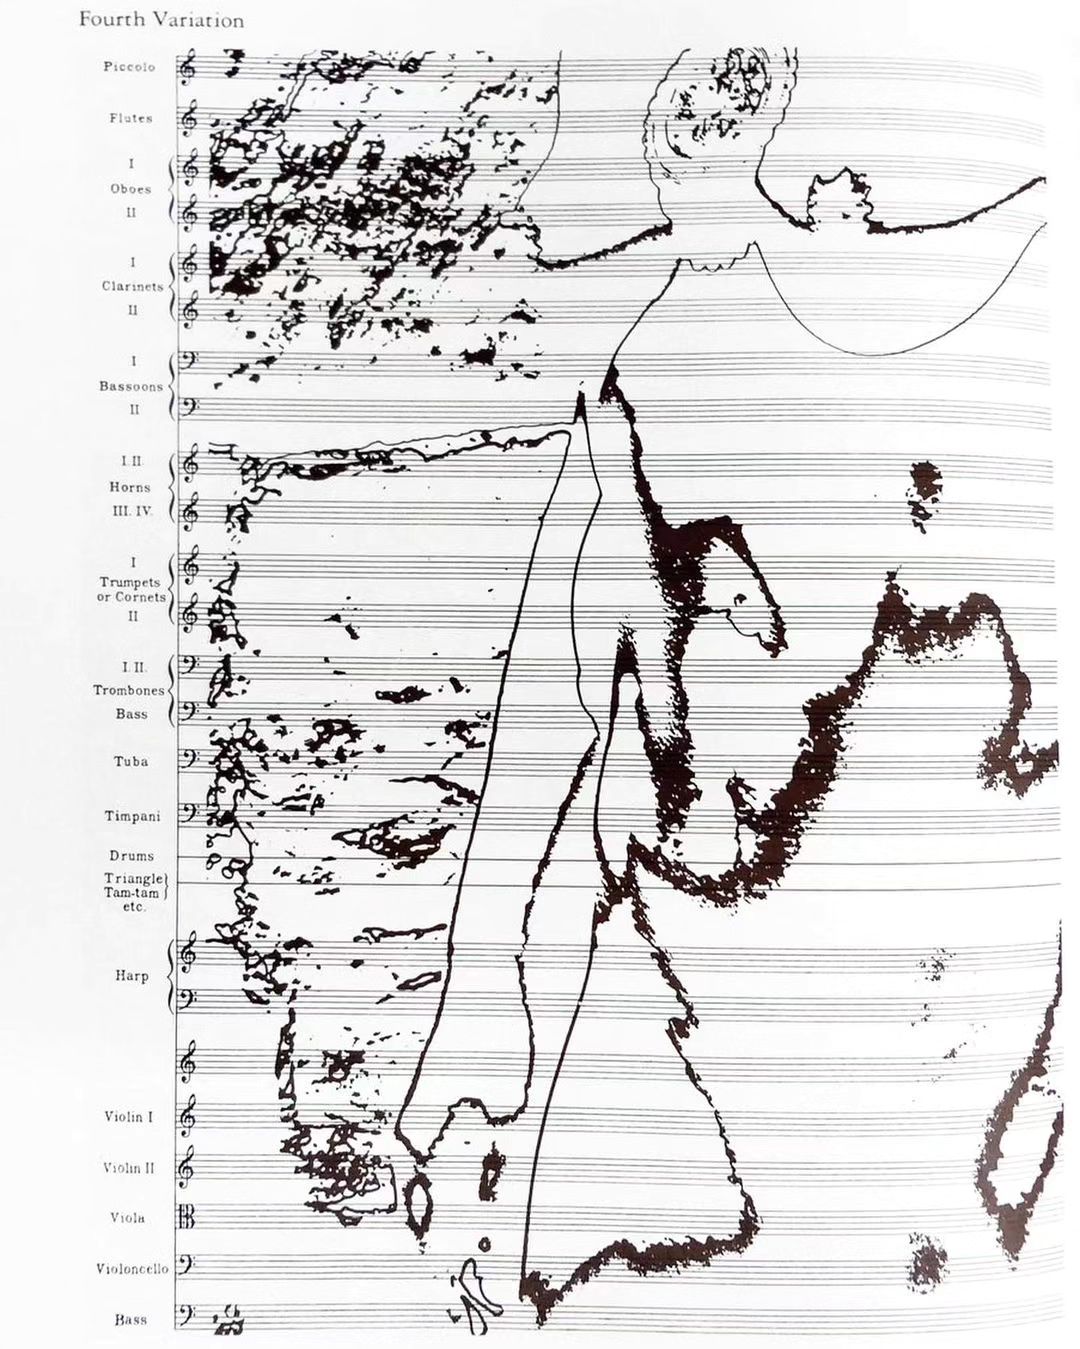 Fourth Variation
Piccolo
Flutes
I
Oboes
II
I
Clarinets
II
I
Bassoons
II
I. II.
Horns
III. IV.
I
Trumpets
or Cornets
II
I. II.
Trombones
Bass
Tuba
Timpani
Drums
Triangle
Tam-tam
etc.
Harp
Violin I
Violin II
Viola
Violoncello
Bass